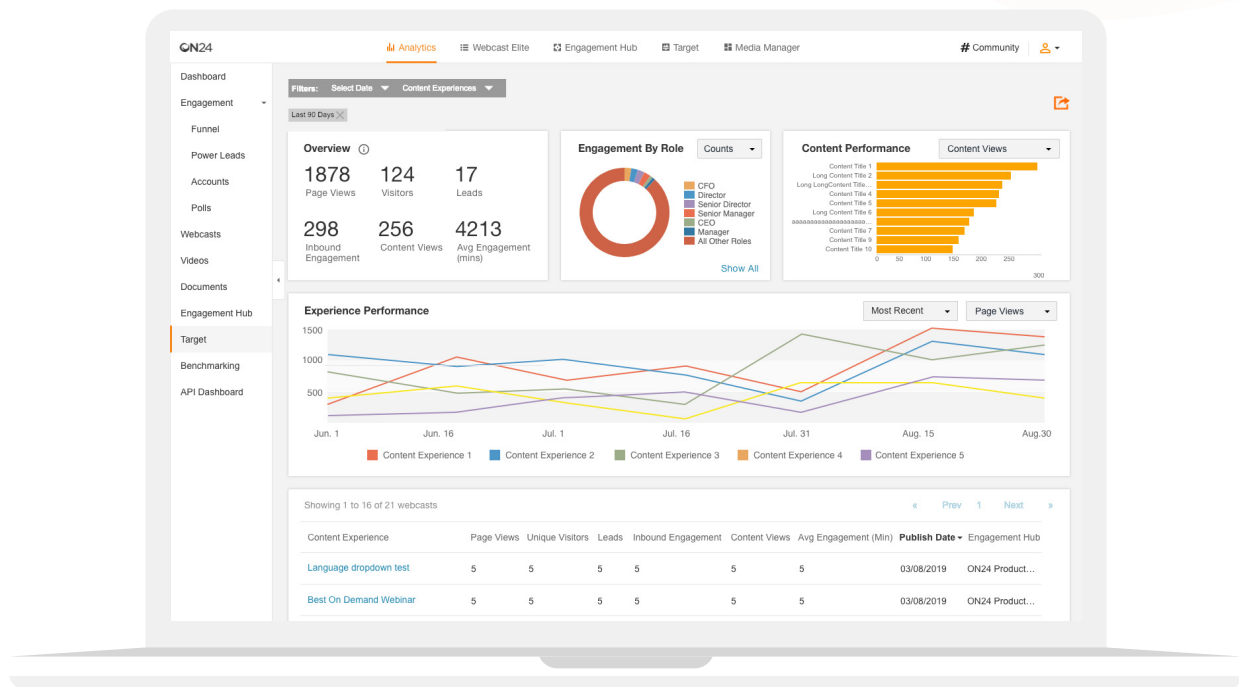 ON24
Analytics
Webcast Elite
Engagement Hub
Target
Media Manager
# Community
Dashboard
Engagement
Funnel
Power Leads
Accounts
Polls
Webcasts
Videos
Documents
Engagement Hub
Target
Benchmarking
API Dashboard
Filters: Select Date Content Experiences
Last 90 Days
Overview
1878
Page Views
124
Visitors
17
Leads
298
Inbound
Engagement
256
Content Views
4213
Avg Engagement
(mins)
Engagement By Role
Counts
CFO
Director
Senior Director
Senior Manager
CEO
Manager
All Other Roles
Show All
Content Performance
Content Views
Content Title 1
Long Content Title 2
Long LongContent Title...
Content Title 4
Content Title 5
Long Content Title 6
Content Title 7
Content Title 9
Content Title 10
0 50 100 150 200 250
300
Experience Performance
Most Recent
Page Views
1500
1000
500
Jun. 1 Jun. 16 Jul. 1 Jul. 16 Jul. 31 Aug. 15 Aug.30
Content Experience 1 Content Experience 2 Content Experience 3 Content Experience 4 Content Experience 5
Showing 1 to 16 of 21 webcasts
« Prev 1 Next »
Content Experience Page Views Unique Visitors Leads Inbound Engagement Content Views Avg Engagement (Min) Publish Date Engagement Hub
Language dropdown test 5 5 5 5 5 5 03/08/2019 ON24 Product...
Best On Demand Webinar 5 5 5 5 5 5 03/08/2019 ON24 Product...